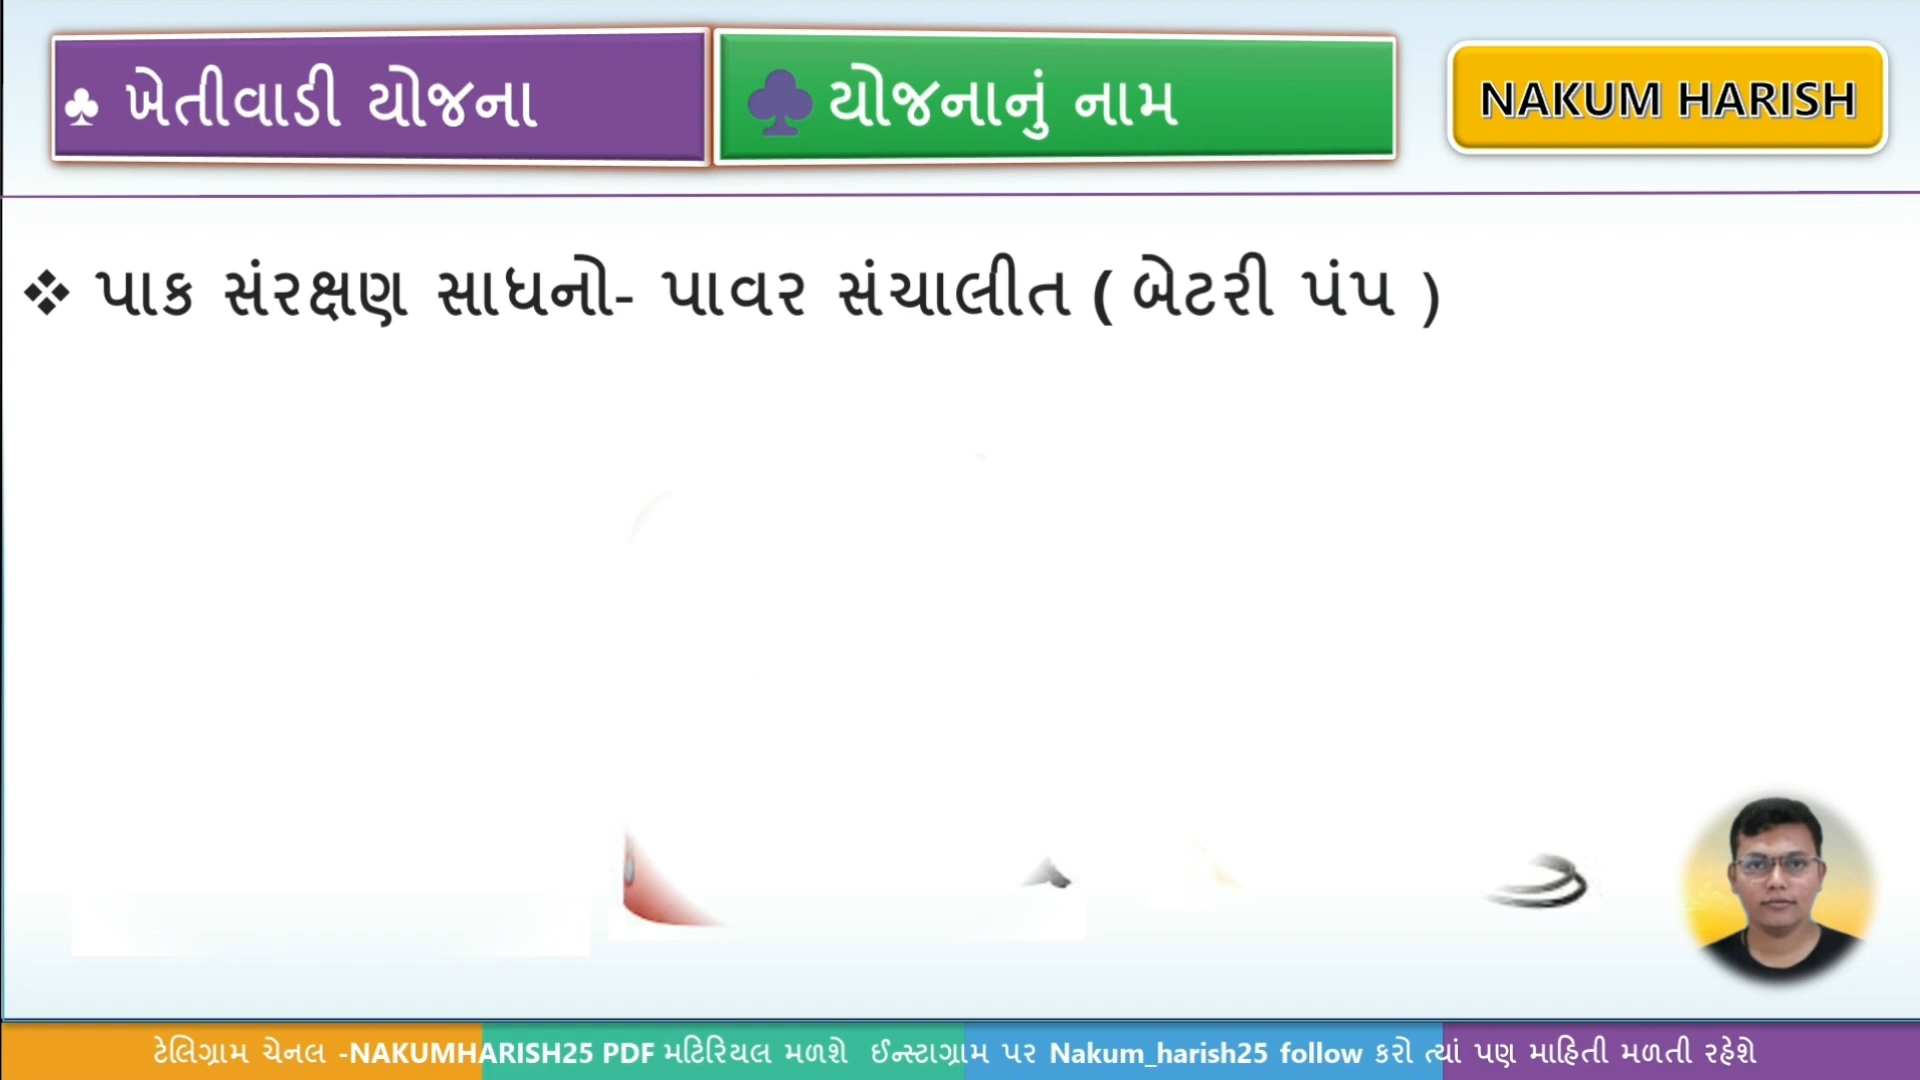 ♣ ખેતીવાડી યોજના
♣ યોજનાનું નામ
NAKUM HARISH
❖ પાક સંરક્ષણ સાધનો- પાવર સંચાલીત ( બેટરી પંપ )
ટેલિગ્રામ ચેનલ -NAKUMHARISH25 PDF મટિરિયલ મળશે ઈન્સ્ટાગ્રામ પર Nakum_harish25 follow કરો ત્યાં પણ માહિતી મળતી રહેશે